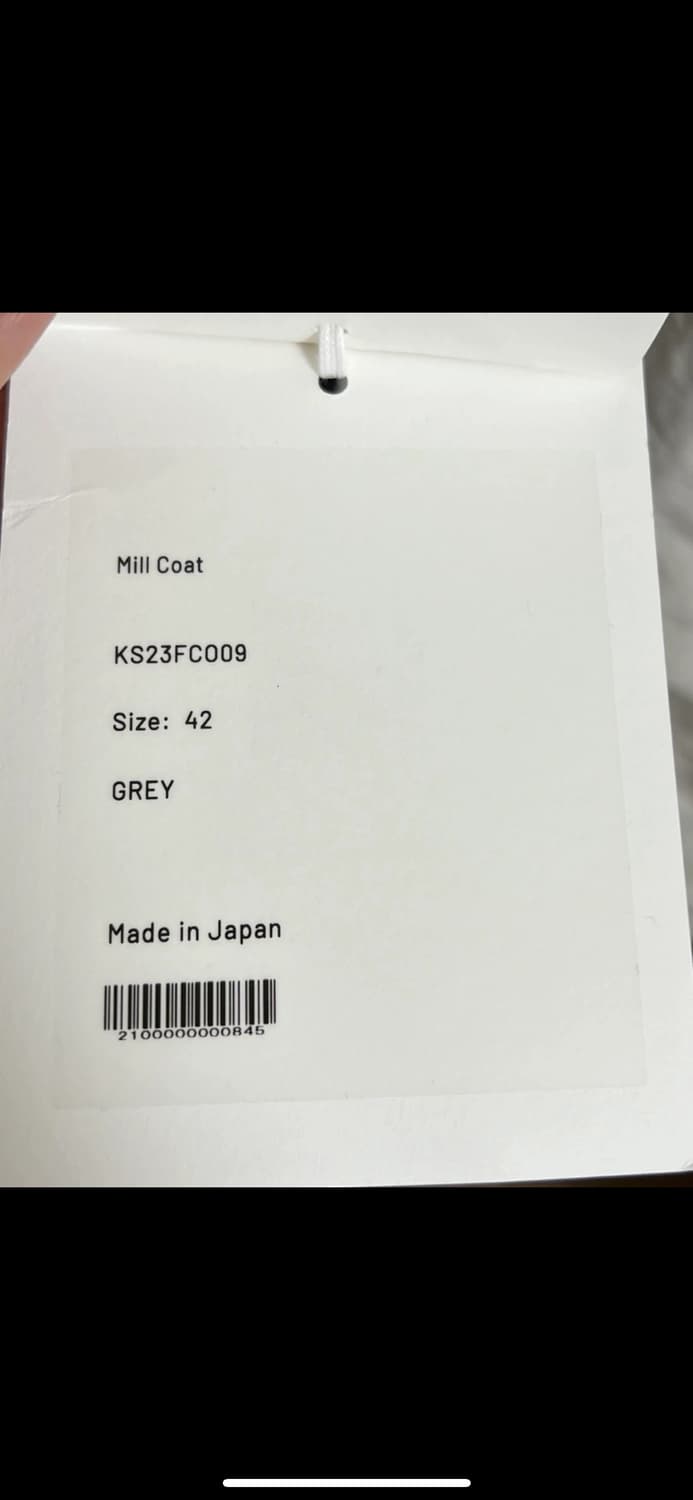 Mill Coat
KS23FC009
Size: 42
GREY
Made in Japan
2100000000845